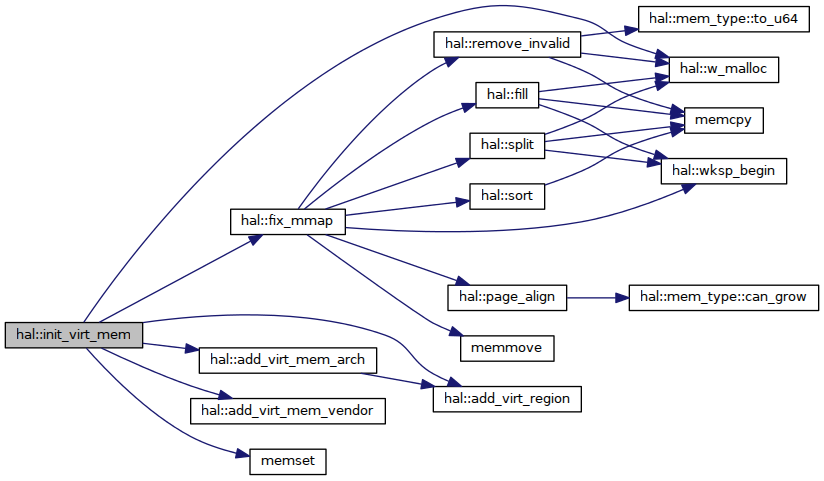 hal::mem_type::to_u64
hal::remove_invalid
hal::w_malloc
hal::fill
memcpy
hal::split
hal::wksp_begin
hal::sort
hal::fix_mmap
hal::page_align
hal::mem_type::can_grow
hal::init_virt_mem
memmove
hal::add_virt_mem_arch
hal::add_virt_region
hal::add_virt_mem_vendor
memset